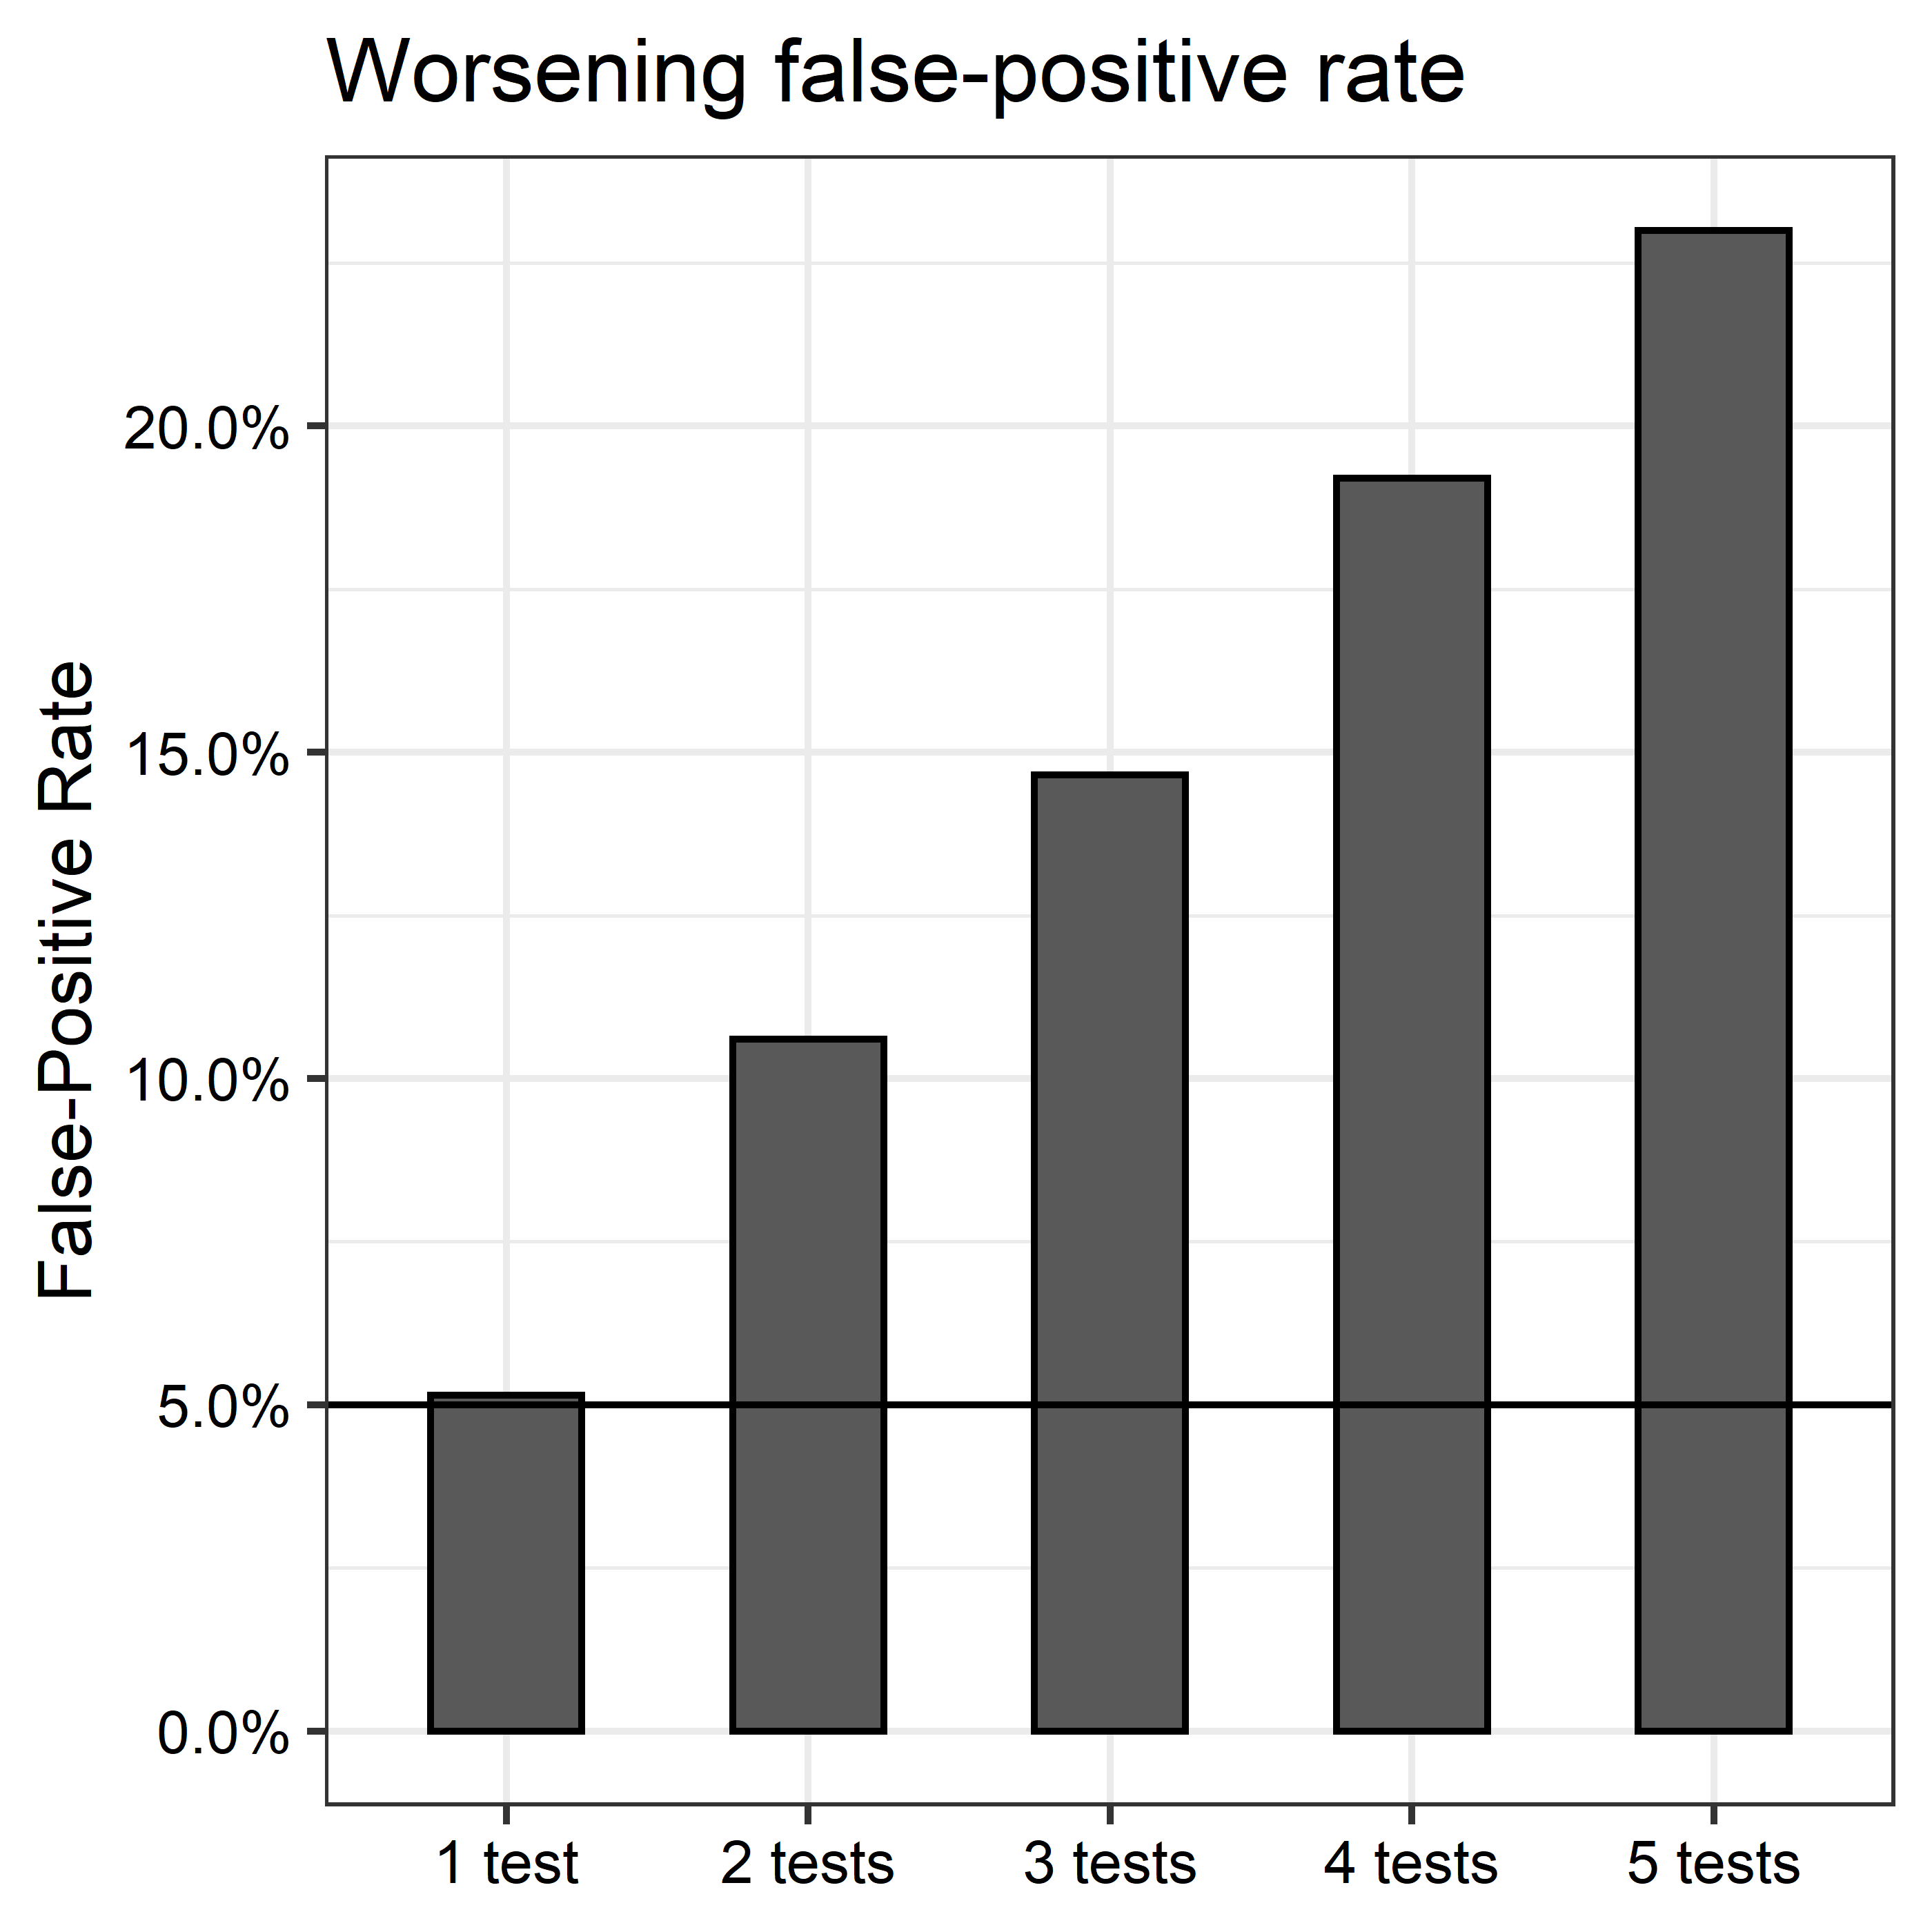 Worsening false-positive rate
False-Positive Rate
20.0%
15.0%
10.0%
5.0%
0.0%
1 test
2 tests
3 tests
4 tests
5 tests